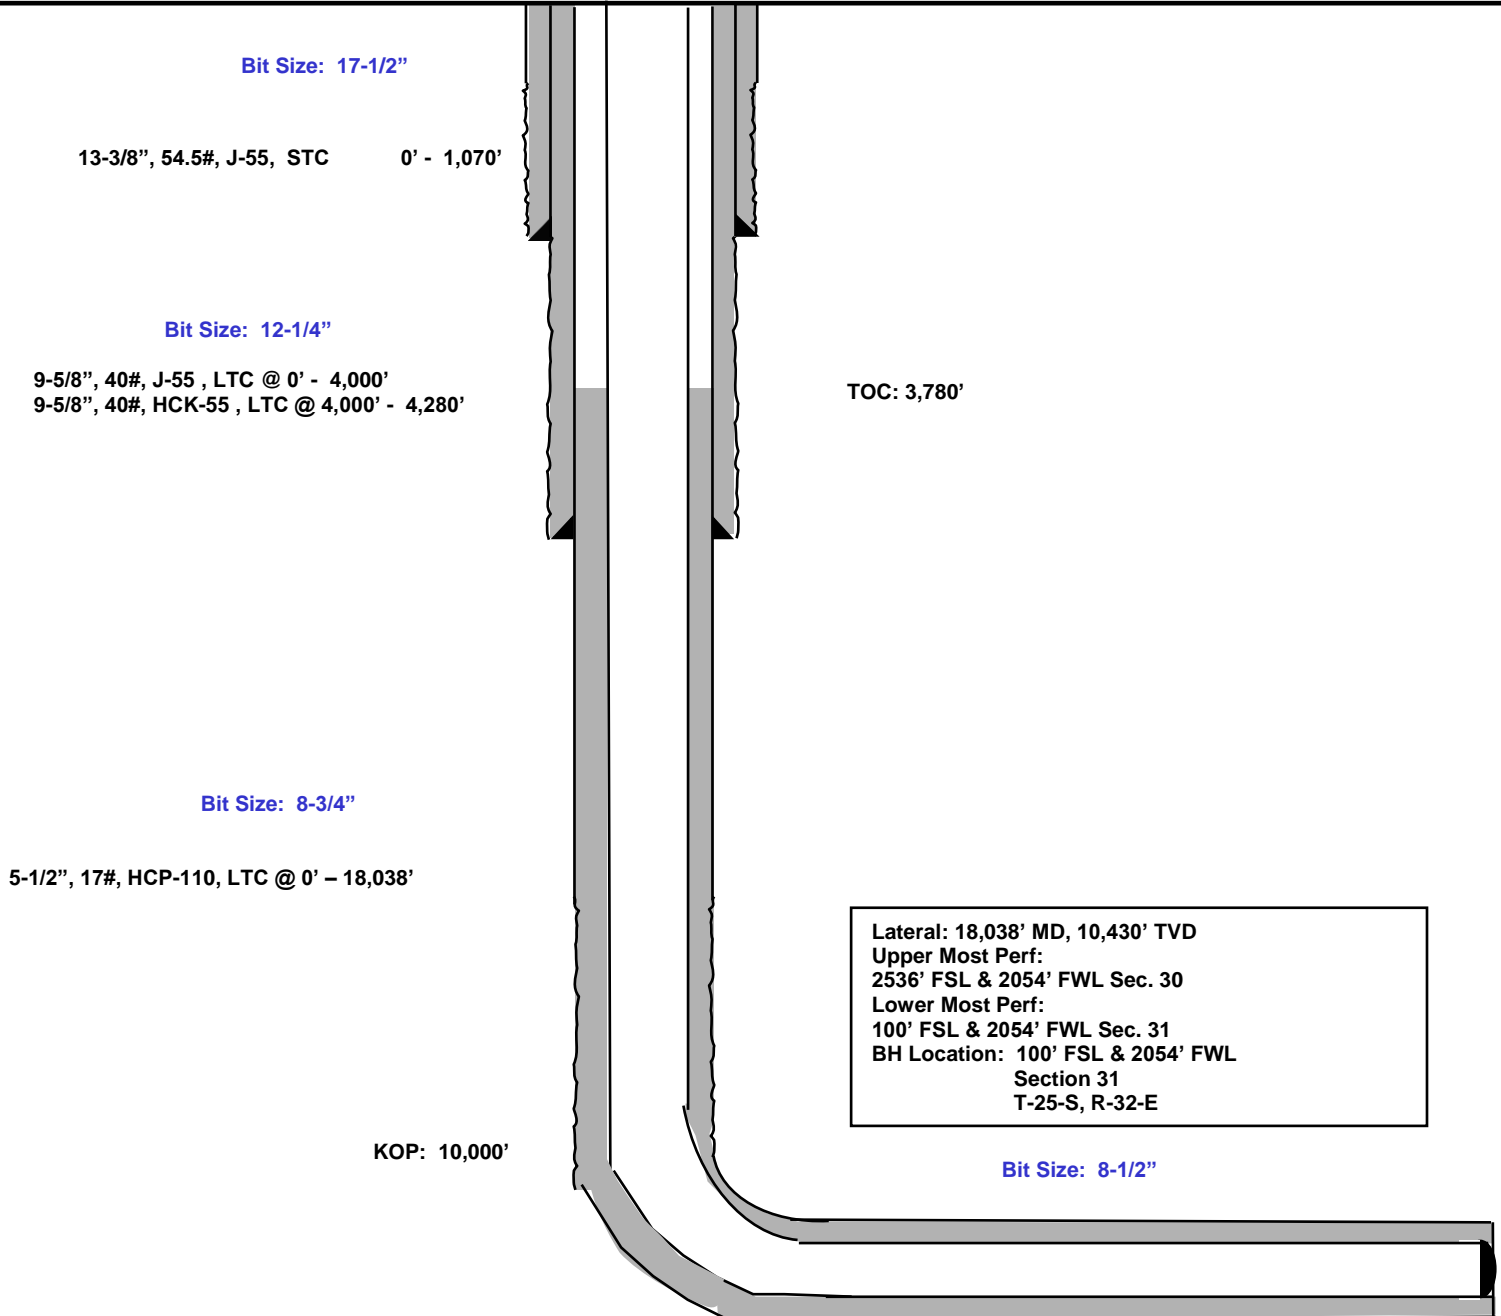 Bit Size: 17-1/2”
13-3/8”, 54.5#, J-55, STC 0’ - 1,070’
Bit Size: 12-1/4”
9-5/8”, 40#, J-55 , LTC @ 0’ - 4,000’
9-5/8”, 40#, HCK-55 , LTC @ 4,000’ - 4,280’
TOC: 3,780’
Bit Size: 8-3/4”
5-1/2”, 17#, HCP-110, LTC @ 0’ – 18,038’
Lateral: 18,038’ MD, 10,430’ TVD
Upper Most Perf:
2536’ FSL & 2054’ FWL Sec. 30
Lower Most Perf:
100’ FSL & 2054’ FWL Sec. 31
BH Location: 100’ FSL & 2054’ FWL
Section 31
T-25-S, R-32-E
KOP: 10,000’
Bit Size: 8-1/2”